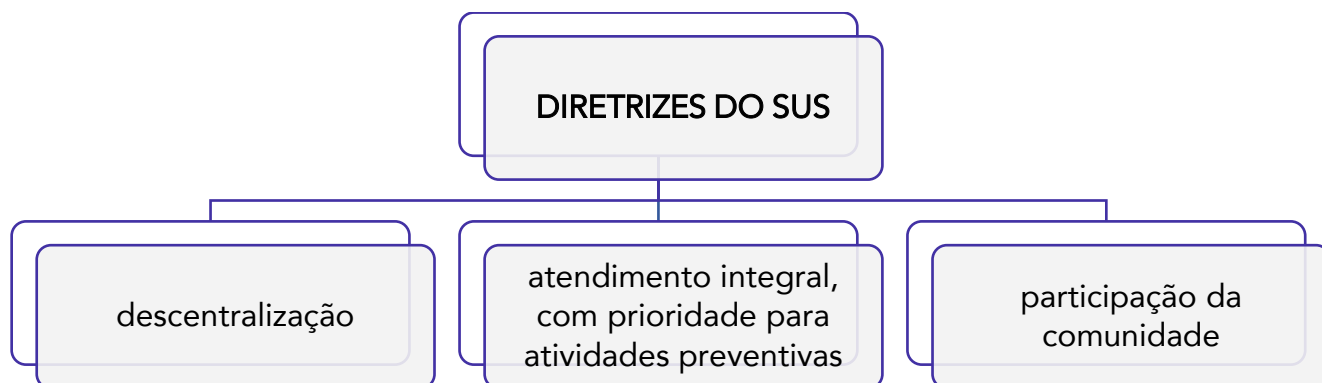 DIRETRIZES DO SUS
descentralização
atendimento integral,
com prioridade para
atividades preventivas
participação da
comunidade